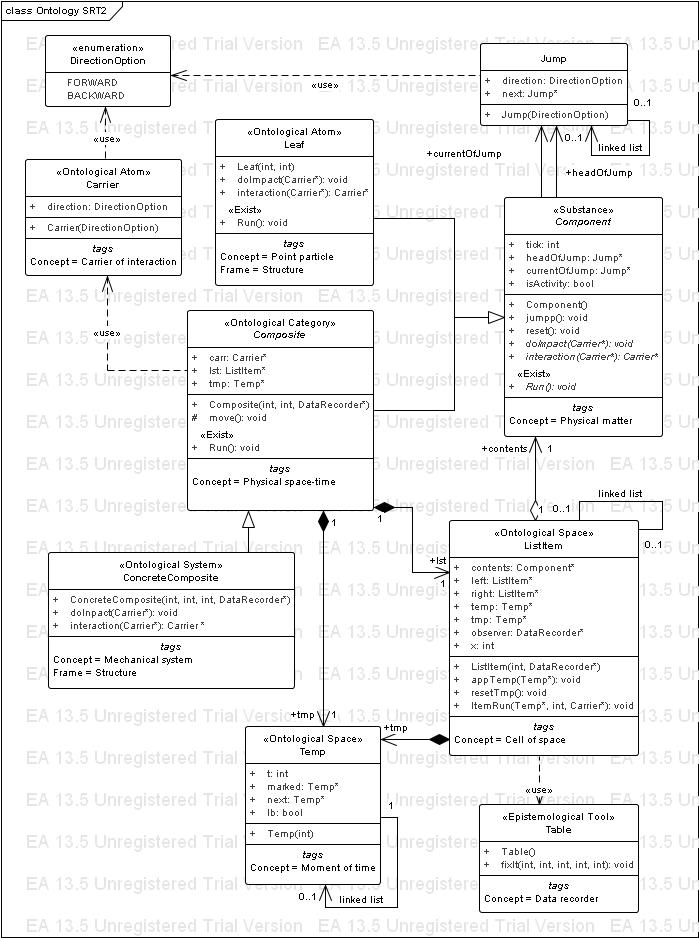 class Ontology SRT2
«enumeration»
DirectionOption
FORWARD
BACKWARD
«use»
Jump
+ direction: DirectionOption
+ next: Jump*
+ Jump(DirectionOption)
0..1
0..1
linked list
+currentOfJump
+headOfJump
«use»
«Ontological Atom»
Leaf
+ Leaf(int, int)
+ doImpact(Carrier*): void
+ interaction(Carrier*): Carrier*
«Exist»
+ Run(): void
tags
Concept = Point particle
Frame = Structure
«Ontological Atom»
Carrier
+ direction: DirectionOption
+ Carrier(DirectionOption)
tags
Concept = Carrier of interaction
«Substance»
Component
+ tick: int
+ headOfJump: Jump*
+ currentOfJump: Jump*
+ isActivity: bool
+ Component()
+ jumpp(): void
+ reset(): void
+ doImpact(Carrier*): void
+ interaction(Carrier*): Carrier*
«Exist»
+ Run(): void
tags
Concept = Physical matter
«use»
«Ontological Category»
Composite
+ carr: Carrier*
+ lst: ListItem*
+ tmp: Temp*
+ Composite(int, int, DataRecorder*)
# move(): void
«Exist»
+ Run(): void
tags
Concept = Physical space-time
+contents
1
1
0..1
linked list
0..1
1
1
+lst
1
«Ontological System»
ConcreteComposite
+ ConcreteComposite(int, int, int, DataRecorder*)
+ doInpact(Carrier*): void
+ interaction(Carrier*): Carrier *
tags
Concept = Mechanical system
Frame = Structure
«Ontological Space»
ListItem
+ contents: Component*
+ left: ListItem*
+ right: ListItem*
+ temp: Temp*
+ tmp: Temp*
+ observer: DataRecorder*
+ x: int
+ ListItem(int, DataRecorder*)
+ appTemp(Temp*): void
+ resetTmp(): void
+ ItemRun(Temp*, int, Carrier*): void
tags
Concept = Cell of space
+tmp
1
+tmp
«Ontological Space»
Temp
+ t: int
+ marked: Temp*
+ next: Temp*
+ lb: bool
+ Temp(int)
tags
Concept = Moment of time
1
0..1
linked list
«use»
«Epistemological Tool»
Table
+ Table()
+ fixIt(int, int, int, int, int): void
tags
Concept = Data recorder
EA 13.5 Unregistered Trial Version